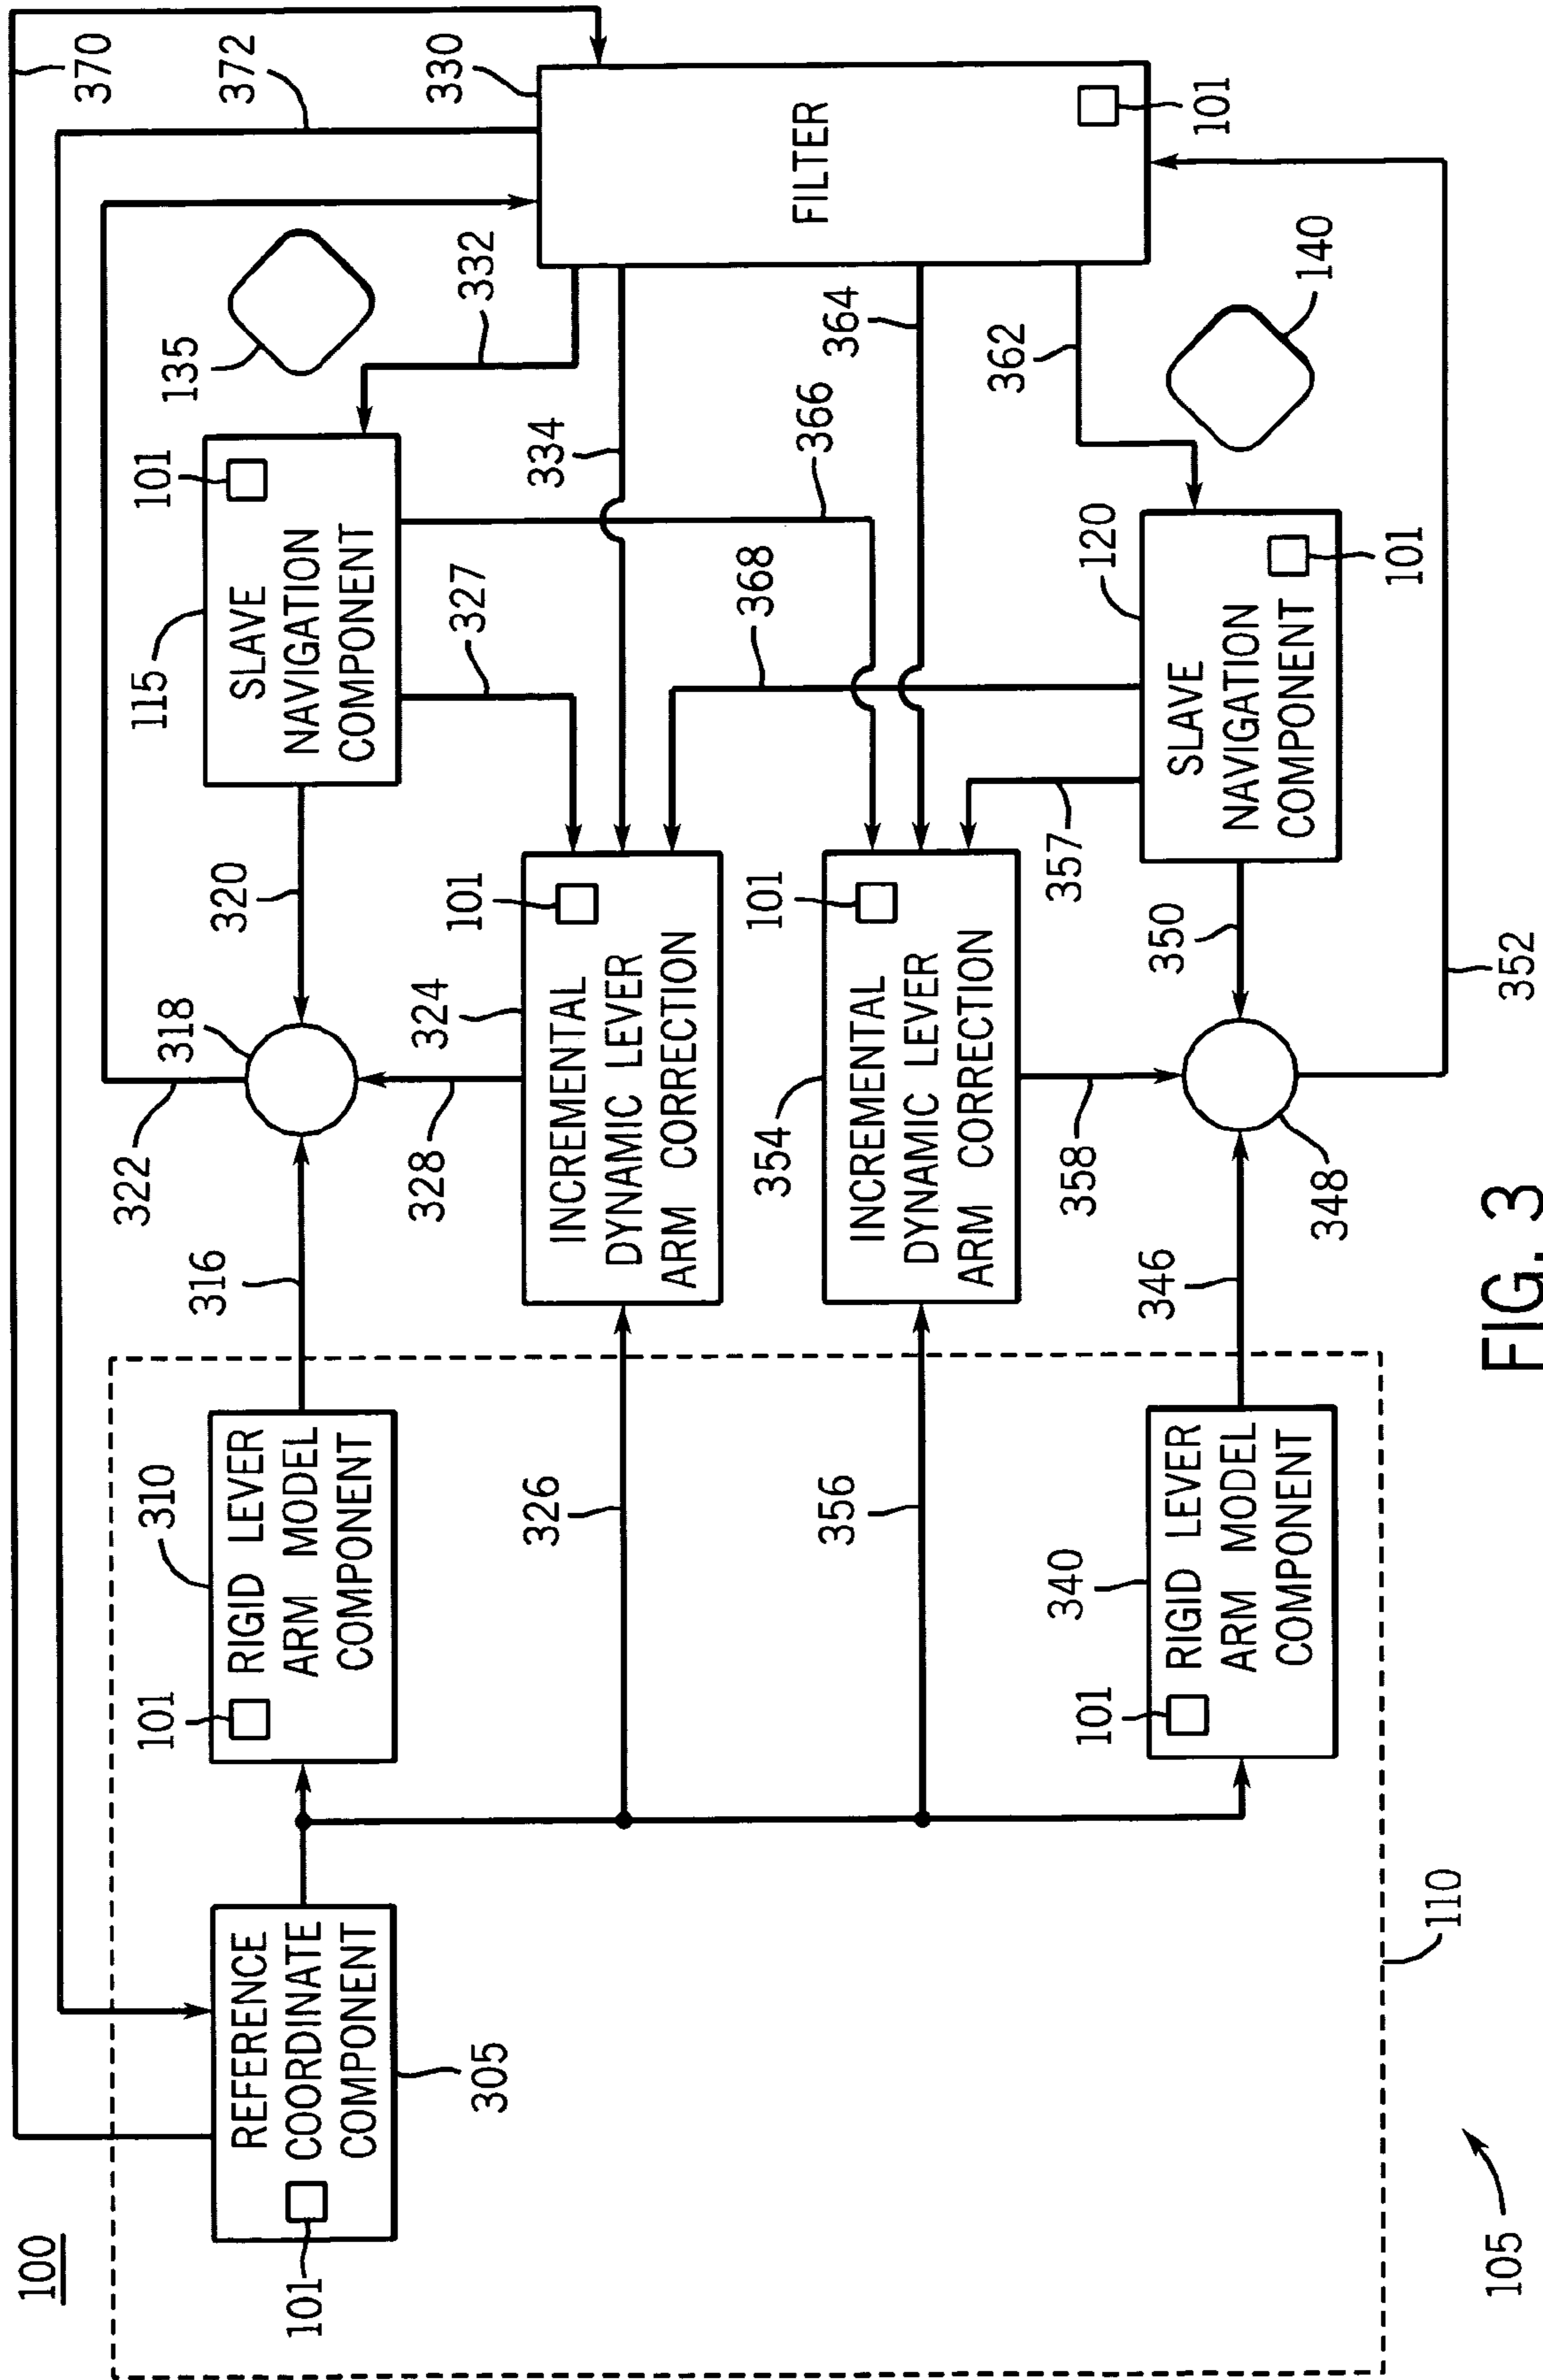 100
370
372
330
FILTER
101
322
318
320
115
SLAVE
NAVIGATION
COMPONENT
101
135
332
316
310
RIGID LEVER
ARM MODEL
COMPONENT
101
REFERENCE
COORDINATE
COMPONENT
101
305
328
324
INCREMENTAL
DYNAMIC LEVER
ARM CORRECTION
101
327
334
326
368
366
364
356
354
INCREMENTAL
DYNAMIC LEVER
ARM CORRECTION
101
358
357
362
140
340
RIGID LEVER
ARM MODEL
COMPONENT
101
346
348
350
120
SLAVE
NAVIGATION
COMPONENT
101
352
110
105
FIG. 3